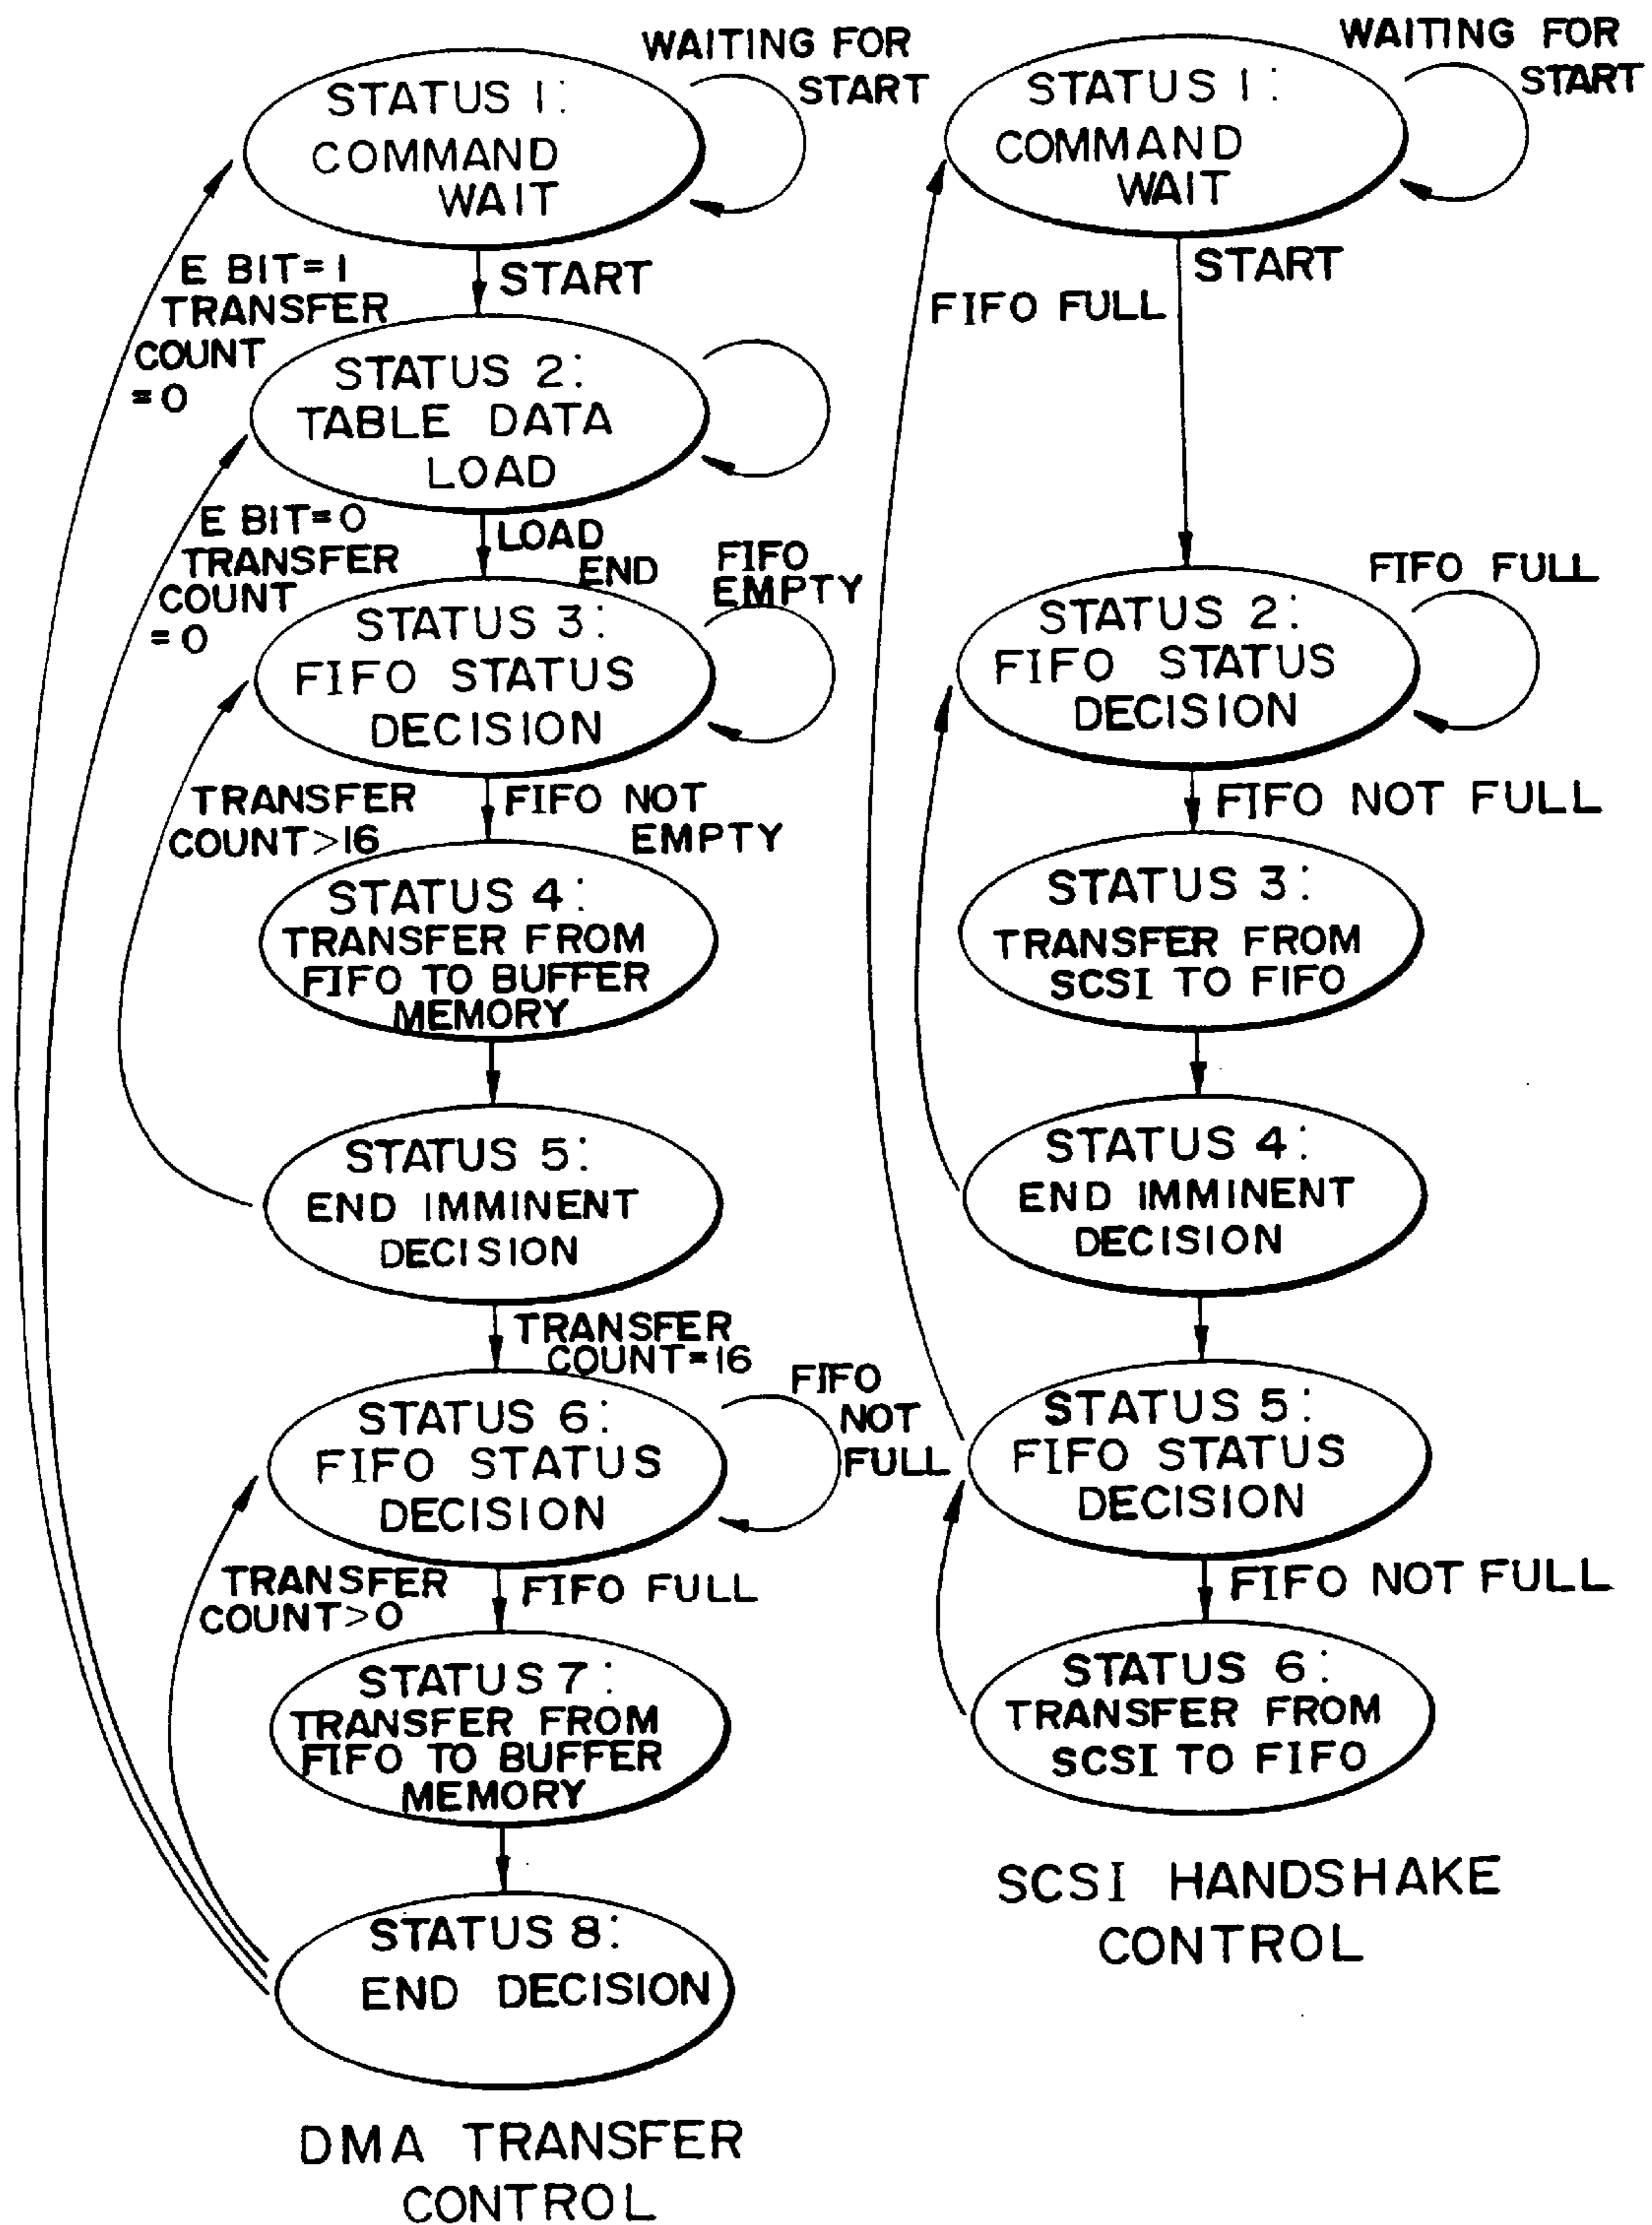 WAITING FOR
START
STATUS 1:
COMMAND
WAIT
E BIT=1
TRANSFER
COUNT
=0
START
STATUS 2:
TABLE DATA
LOAD
E BIT=0
TRANSFER
COUNT
=0
LOAD
END
FIFO
EMPTY
STATUS 3:
FIFO STATUS
DECISION
TRANSFER
COUNT>16
FIFO NOT
EMPTY
STATUS 4:
TRANSFER FROM
FIFO TO BUFFER
MEMORY
STATUS 5:
END IMMINENT
DECISION
TRANSFER
COUNT=16
FIFO
NOT
FULL
STATUS 6:
FIFO STATUS
DECISION
TRANSFER
COUNT>0
FIFO FULL
STATUS 7:
TRANSFER FROM
FIFO TO BUFFER
MEMORY
STATUS 8:
END DECISION
DMA TRANSFER
CONTROL
WAITING FOR
START
STATUS 1:
COMMAND
WAIT
START
FIFO FULL
FIFO FULL
STATUS 2:
FIFO STATUS
DECISION
FIFO NOT FULL
STATUS 3:
TRANSFER FROM
SCSI TO FIFO
STATUS 4:
END IMMINENT
DECISION
STATUS 5:
FIFO STATUS
DECISION
FIFO NOT FULL
STATUS 6:
TRANSFER FROM
SCSI TO FIFO
SCSI HANDSHAKE
CONTROL